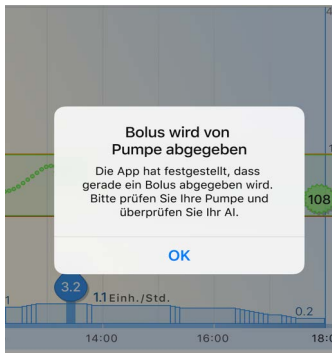 Bolus wird von
Pumpe abgegeben
Die App hat festgestellt, dass
gerade ein Bolus abgegeben wird.
Bitte prüfen Sie Ihre Pumpe und
überprüfen Sie Ihr AI.
108
OK
3.2
1.1 Einh./Std.
0.2
14:00 16:00 18:0